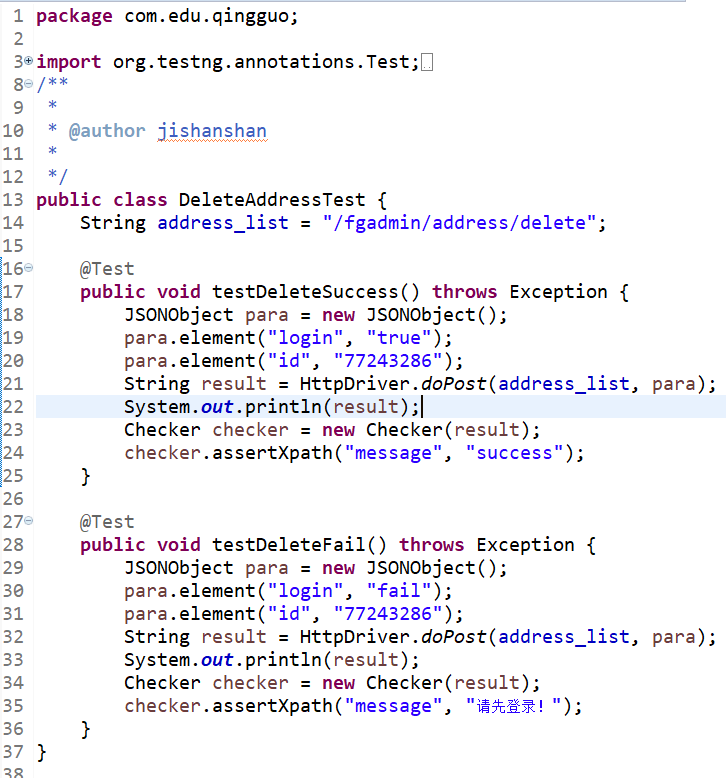 1 package com.edu.qingguo;
2
3 import org.testng.annotations.Test;
8 /**
9  *
10  * @author jishanshan
11  *
12  */
13 public class DeleteAddressTest {
14     String address_list = "/fgadmin/address/delete";
15
16     @Test
17     public void testDeleteSuccess() throws Exception {
18         JSONObject para = new JSONObject();
19         para.element("login", "true");
20         para.element("id", "77243286");
21         String result = HttpDriver.doPost(address_list, para);
22         System.out.println(result);
23         Checker checker = new Checker(result);
24         checker.assertXpath("message", "success");
25     }
26
27     @Test
28     public void testDeleteFail() throws Exception {
29         JSONObject para = new JSONObject();
30         para.element("login", "fail");
31         para.element("id", "77243286");
32         String result = HttpDriver.doPost(address_list, para);
33         System.out.println(result);
34         Checker checker = new Checker(result);
35         checker.assertXpath("message", "请先登录！");
36     }
37 }
38